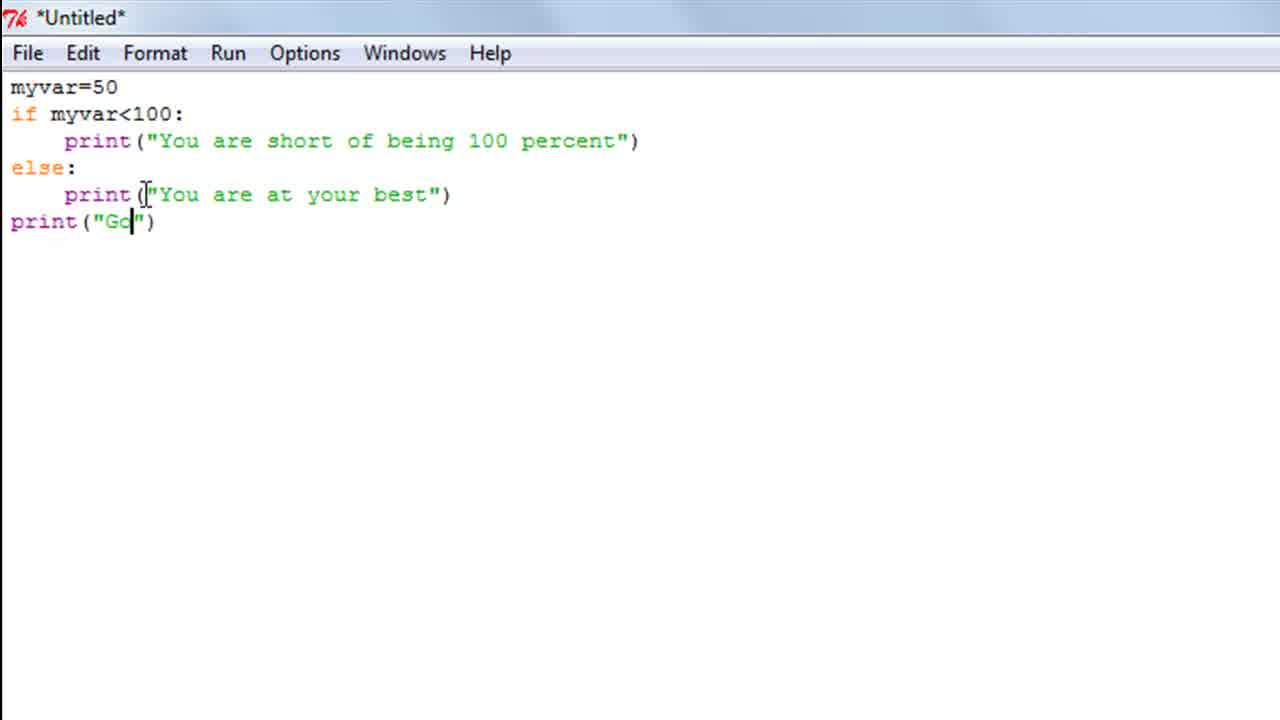 *Untitled*
File Edit Format Run Options Windows Help
myvar=50
if myvar<100:
    print("You are short of being 100 percent")
else:
    print("You are at your best")
print("Go")